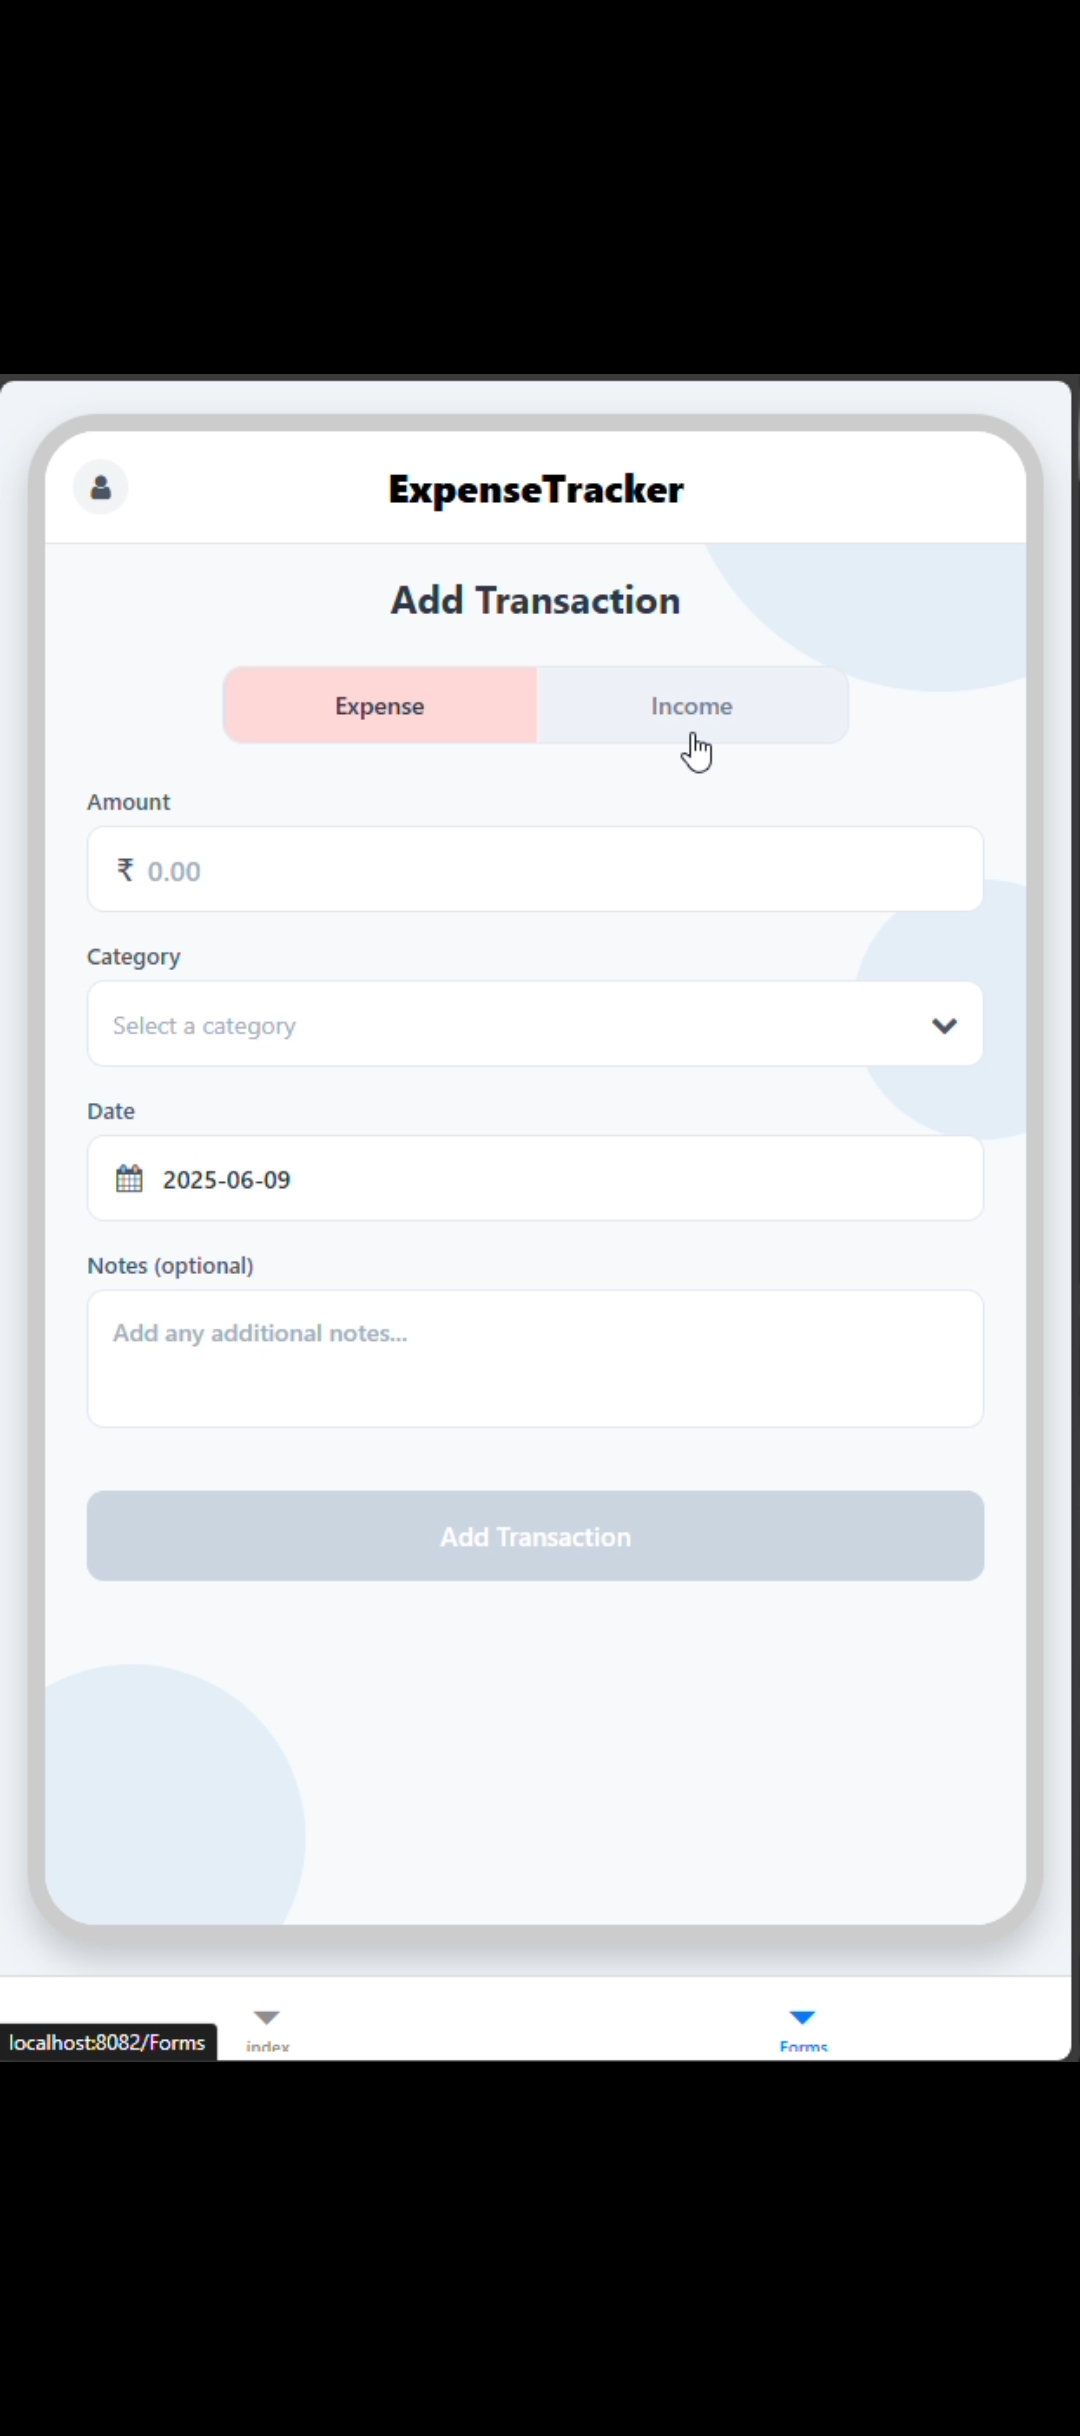 ExpenseTracker
Add Transaction
Expense
Income
Amount
₹ 0.00
Category
Select a category
Date
2025-06-09
Notes (optional)
Add any additional notes...
Add Transaction
localhost:8082/Forms
index
Forms